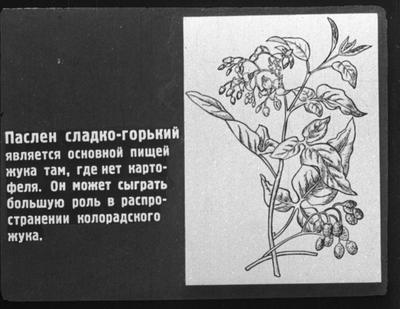 Паслен сладко-горький
является основной пищей
жука там, где нет карто-
феля. Он может сыграть
большую роль в распро-
странении колорадского
жука.